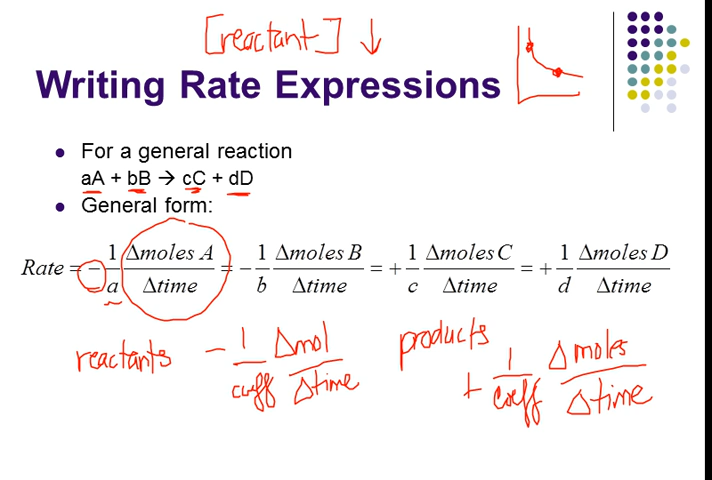 [reactant] ↓
Writing Rate Expressions
• For a general reaction
aA + bB → cC + dD
• General form:
Rate = - 1/a Δmoles A/Δtime = - 1/b Δmoles B/Δtime = + 1/c Δmoles C/Δtime = + 1/d Δmoles D/Δtime
reactants - 1/coeff Δmol/Δtime
products + 1/coeff Δmoles/Δtime